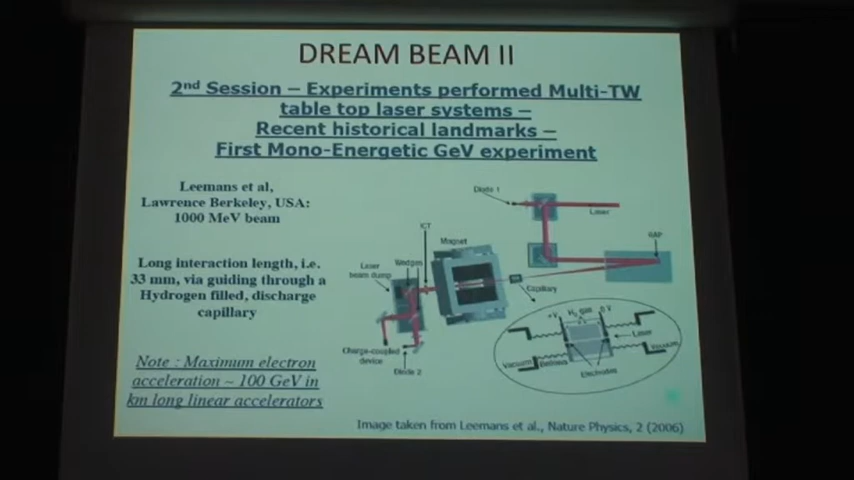 DREAM BEAM II
2nd Session – Experiments performed Multi-TW
table top laser systems –
Recent historical landmarks –
First Mono-Energetic GeV experiment
Leemans et al,
Lawrence Berkeley, USA:
1000 MeV beam
Long interaction length, i.e.
33 mm, via guiding through a
Hydrogen filled, discharge
capillary
Note : Maximum electron
acceleration ~ 100 GeV in
km long linear accelerators
Diode 1
Laser
ICT
Magnet
Wedges
Laser
beam dump
Capillary
Charge-coupled
device
Diode 2
+V
H2 gas
0 V
Laser
Vacuum
Vacuum
Electrodes
Image taken from Leemans et al., Nature Physics, 2 (2006)